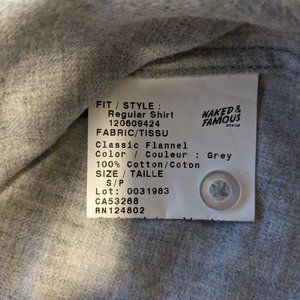 FIT / STYLE :
Regular Shirt
120609424
FABRIC/TISSU
Classic Flannel
Color / Couleur : Grey
100% Cotton/Coton
SIZE / TAILLE
S/P
Lot: 0031983
CA53268
RN124802
NAKED &
FAMOUS
DENIM